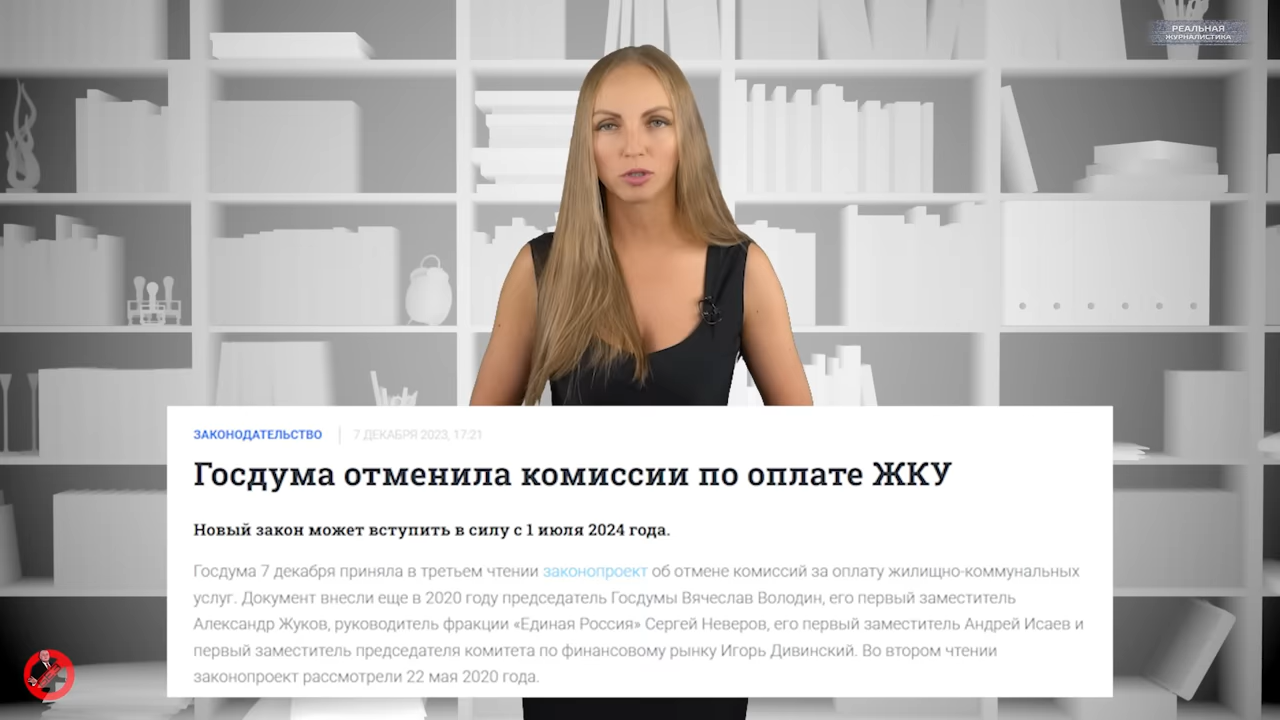 РЕАЛЬНАЯ
ЖУРНАЛИСТИКА
ЗАКОНОДАТЕЛЬСТВО | 7 ДЕКАБРЯ 2023, 17:21
Госдума отменила комиссии по оплате ЖКУ
Новый закон может вступить в силу с 1 июля 2024 года.
Госдума 7 декабря приняла в третьем чтении законопроект об отмене комиссий за оплату жилищно-коммунальных
услуг. Документ внесли еще в 2020 году председатель Госдумы Вячеслав Володин, его первый заместитель
Александр Жуков, руководитель фракции «Единая Россия» Сергей Неверов, его первый заместитель Андрей Исаев и
первый заместитель председателя комитета по финансовому рынку Игорь Дивинский. Во втором чтении
законопроект рассмотрели 22 мая 2020 года.